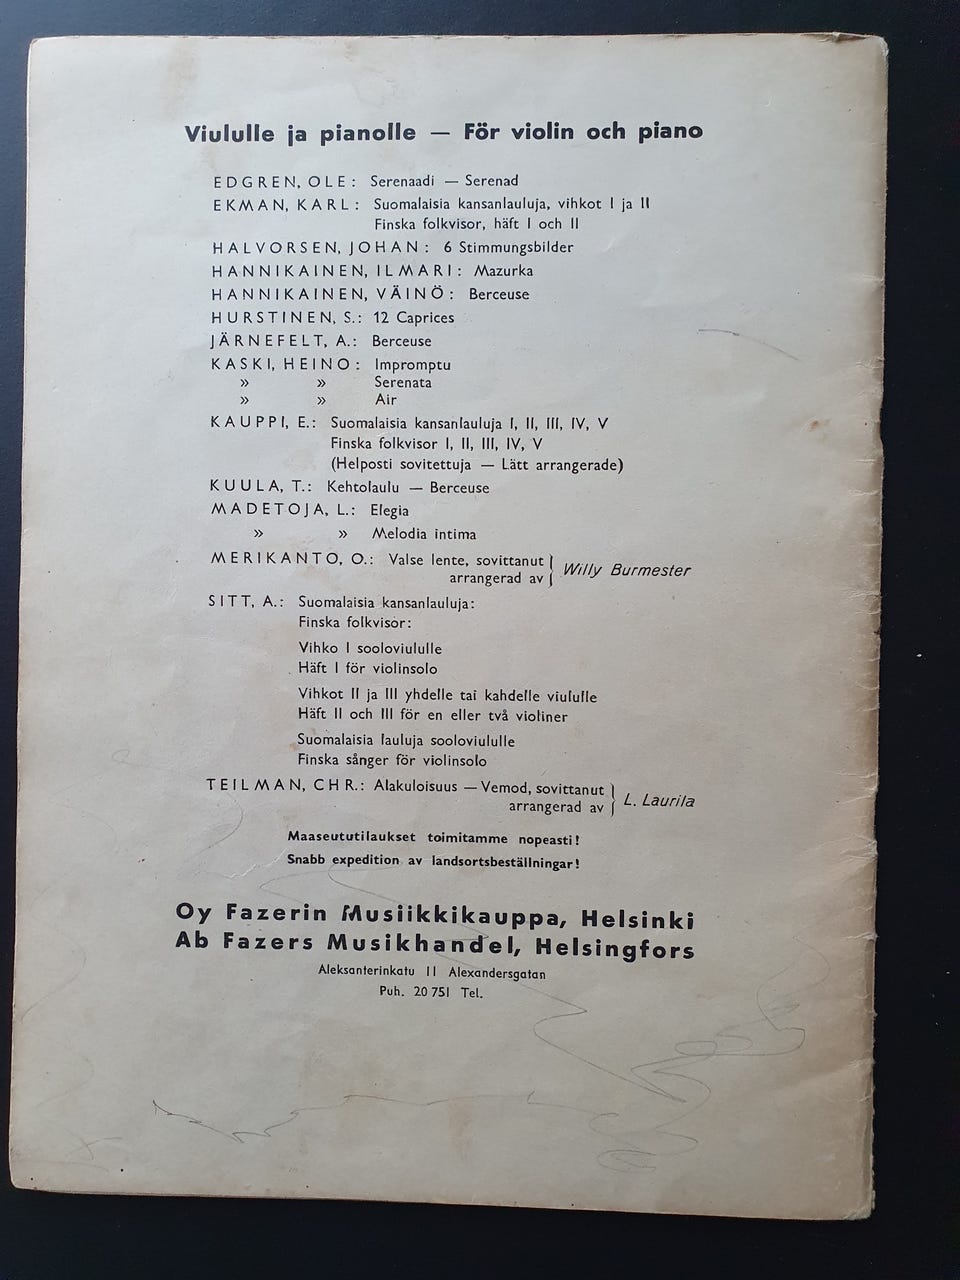 Viululle ja pianolle — För violin och piano
EDGREN, OLE: Serenaadi — Serenad
EKMAN, KARL: Suomalaisia kansanlauluja, vihkot I ja II
Finska folkvisor, häft I och II
HALVORSEN, JOHAN: 6 Stimmungsbilder
HANNIKAINEN, ILMARI: Mazurka
HANNIKAINEN, VÄINÖ: Berceuse
HURSTINEN, S.: 12 Caprices
JÄRNEFELT, A.: Berceuse
KASKI, HEINO: Impromptu
» » Serenata
» » Air
KAUPPI, E.: Suomalaisia kansanlauluja I, II, III, IV, V
Finska folkvisor I, II, III, IV, V
(Helposti sovitettuja — Lätt arrangerade)
KUULA, T.: Kehtolaulu — Berceuse
MADETOJA, L.: Elegia
» » Melodia intima
MERIKANTO, O.: Valse lente, sovittanut
arrangerad av } Willy Burmester
SITT, A.: Suomalaisia kansanlauluja:
Finska folkvisor:
Vihko I sooloviululle
Häft I för violinsolo
Vihkot II ja III yhdelle tai kahdelle viululle
Häft II och III för en eller två violiner
Suomalaisia lauluja sooloviululle
Finska sånger för violinsolo
TEILMAN, CHR.: Alakuloisuus — Vemod, sovittanut
arrangerad av } L. Laurila
Maaseututilaukset toimitamme nopeasti!
Snabb expedition av landsortsbeställningar!
Oy Fazerin Musiikkikauppa, Helsinki
Ab Fazers Musikhandel, Helsingfors
Aleksanterinkatu 11 Alexandersgatan
Puh. 20 751 Tel.